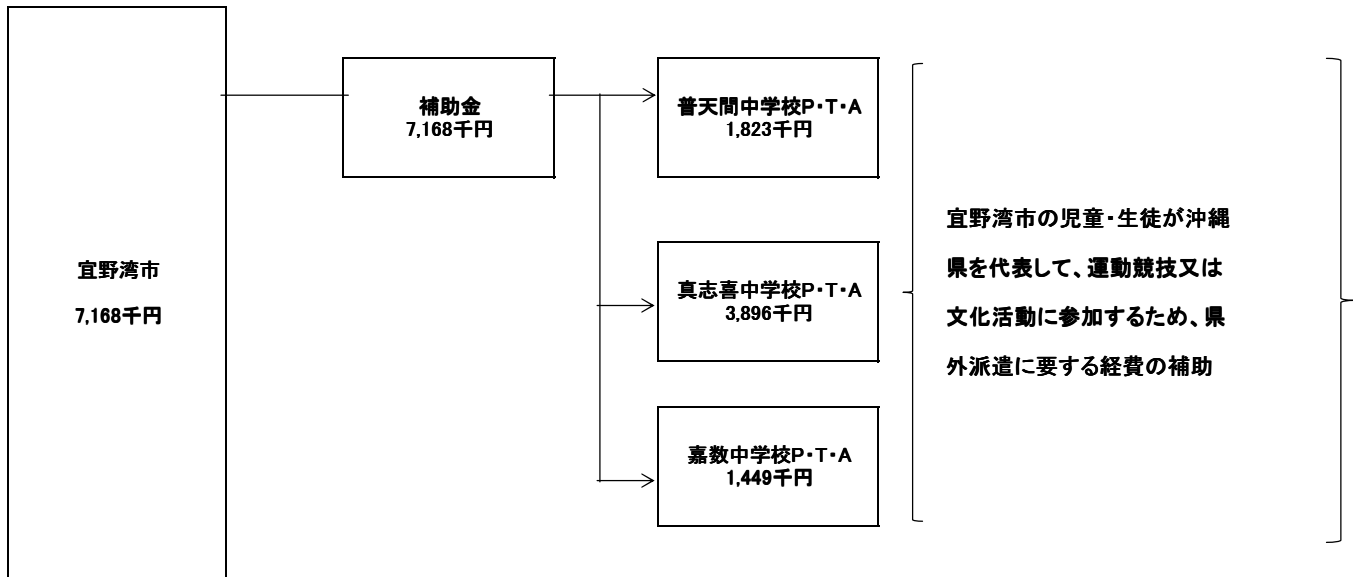 宜野湾市
7,168千円
補助金
7,168千円
普天間中学校P・T・A
1,823千円
真志喜中学校P・T・A
3,896千円
嘉数中学校P・T・A
1,449千円
宜野湾市の児童・生徒が沖縄
県を代表して、運動競技又は
文化活動に参加するため、県
外派遣に要する経費の補助